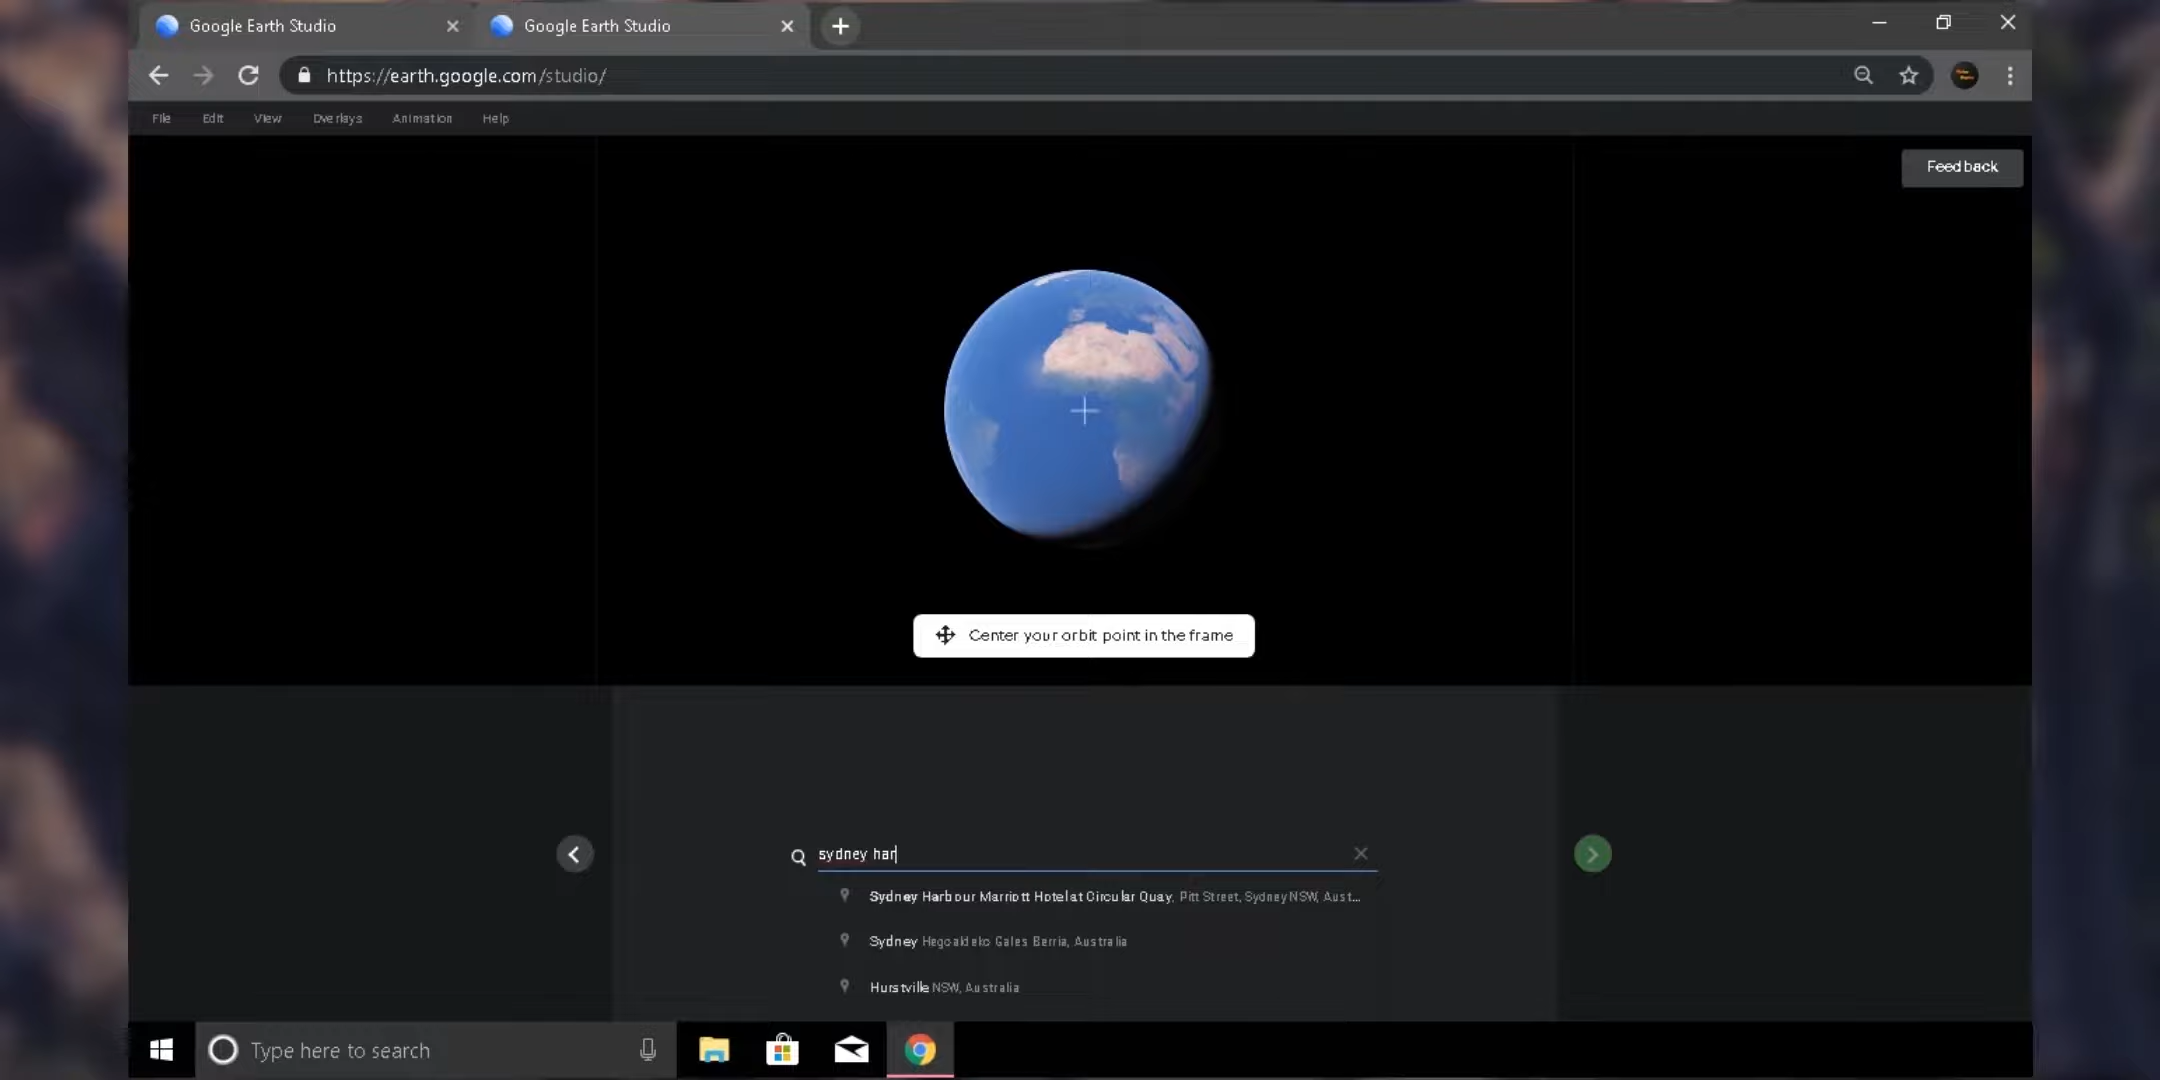 Google Earth Studio
Google Earth Studio
https://earth.google.com/studio/
File Edit View Overlays Animation Help
Feedback
Center your orbit point in the frame
sydney har
Sydney Harbour Marriott Hotel at Circular Quay, Pitt Street, Sydney NSW, Aust...
Sydney Hegoaldeko Gales Berria, Australia
Hurstville NSW, Australia
Type here to search